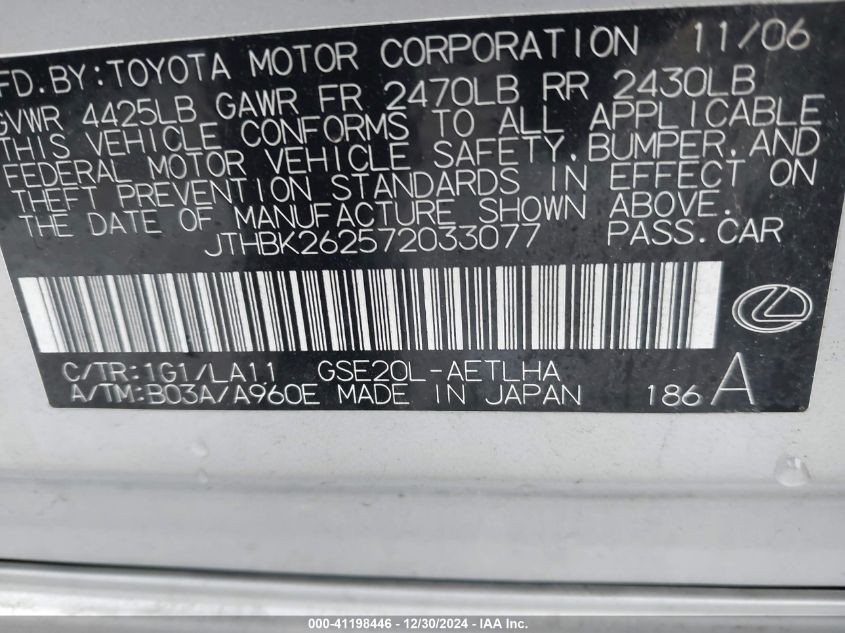 FD. BY: TOYOTA MOTOR CORPORATION 11/06
GVWR 4425LB GAWR FR 2470LB RR 2430LB
THIS VEHICLE CONFORMS TO ALL APPLICABLE
FEDERAL MOTOR VEHICLE SAFETY, BUMPER, AND
THEFT PREVENTION STANDARDS IN EFFECT ON
THE DATE OF MANUFACTURE SHOWN ABOVE.
JTHBK262572033077 PASS. CAR
C/TR: 1G1/LA11 GSE20L-AETLHA
A/TM: B03A/A960E MADE IN JAPAN 186 A
000-41198446 - 12/30/2024 - IAA Inc.